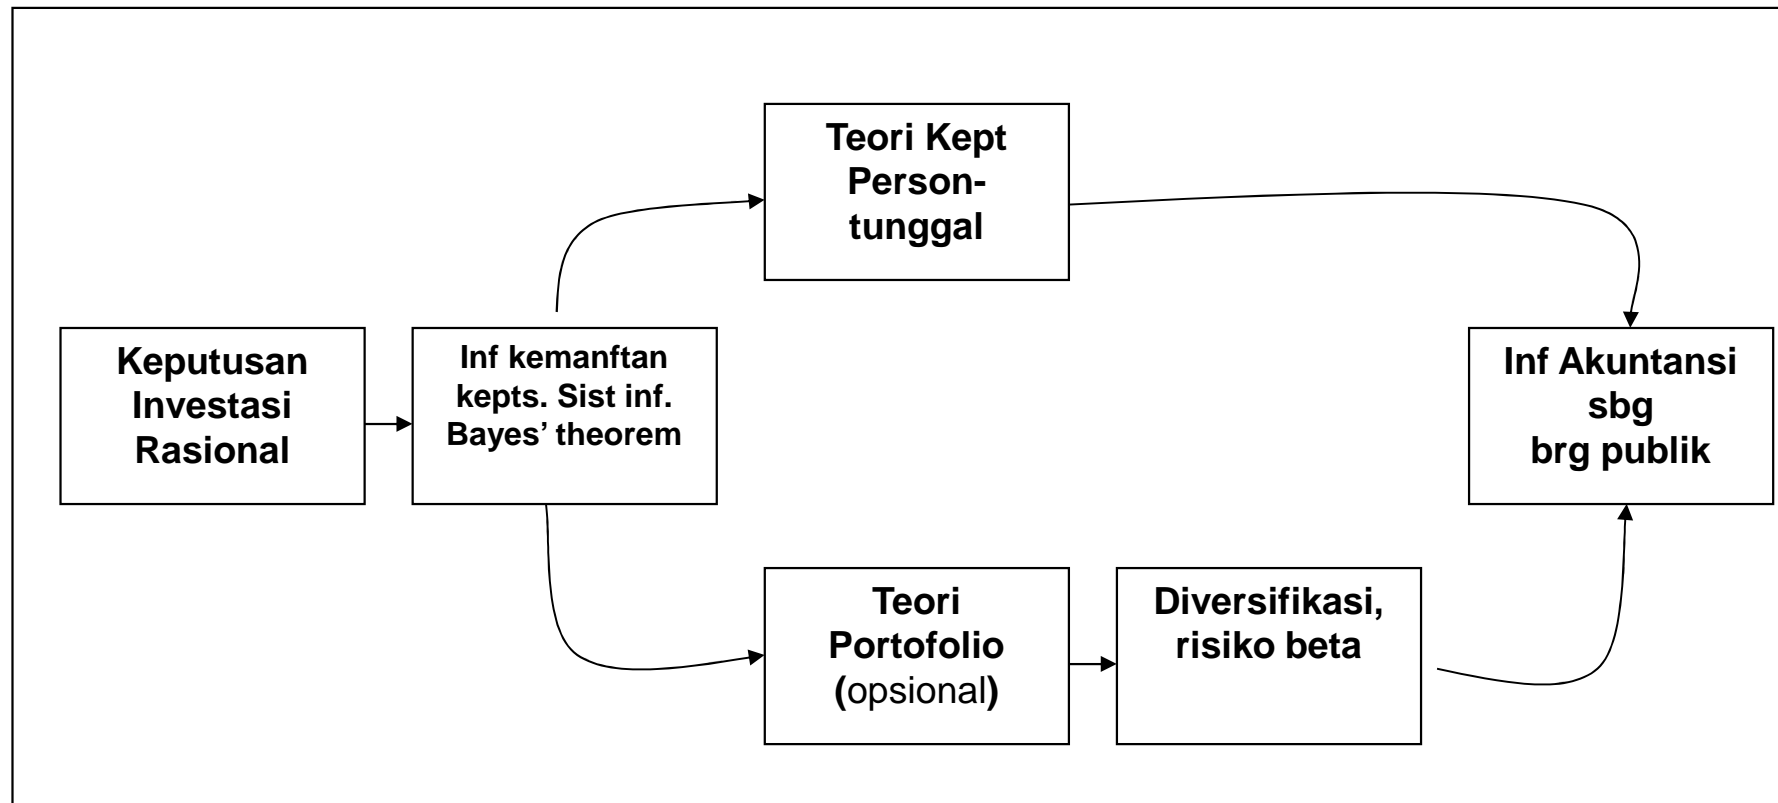 Teori Kept
Person-
tunggal
Keputusan
Investasi
Rasional
Inf kemanftan
kepts. Sist inf.
Bayes’ theorem
Inf Akuntansi
sbg
brg publik
Teori
Portofolio
(opsional)
Diversifikasi,
risiko beta